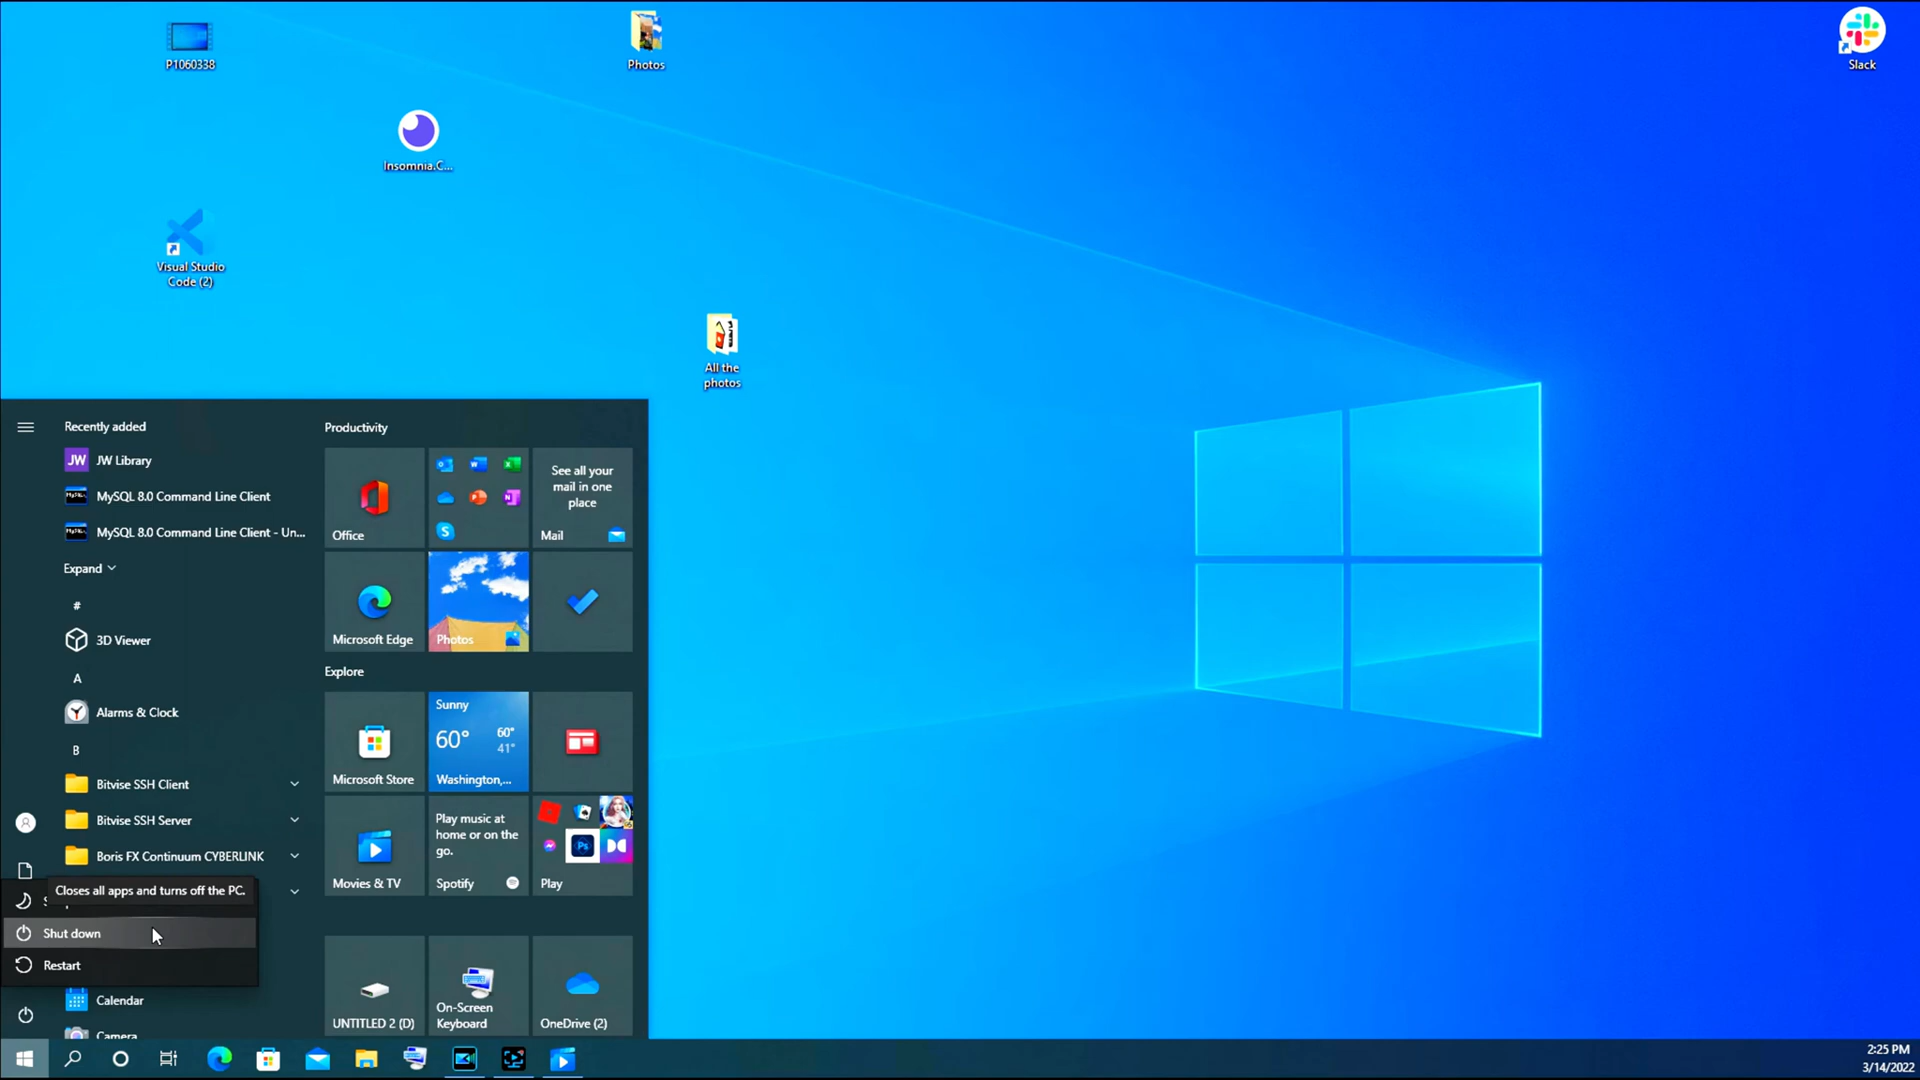 P1060338
Photos
Slack
Insomnia.C...
Visual Studio
Code (2)
All the
photos
Recently added
JW
JW Library
MySQL 8.0 Command Line Client
MySQL 8.0 Command Line Client - Un...
Expand
#
3D Viewer
A
Alarms & Clock
B
Bitvise SSH Client
Bitvise SSH Server
Boris FX Continuum CYBERLINK
Closes all apps and turns off the PC.
Shut down
Restart
Calendar
Camera
Productivity
Office
See all your
mail in one
place
Mail
Microsoft Edge
Photos
Explore
Microsoft Store
Sunny
60°
60°
41°
Washington,...
Movies & TV
Play music at
home or on the
go.
Spotify
Ps
Play
UNTITLED 2 (D)
On-Screen
Keyboard
OneDrive (2)
2:25 PM
3/14/2022